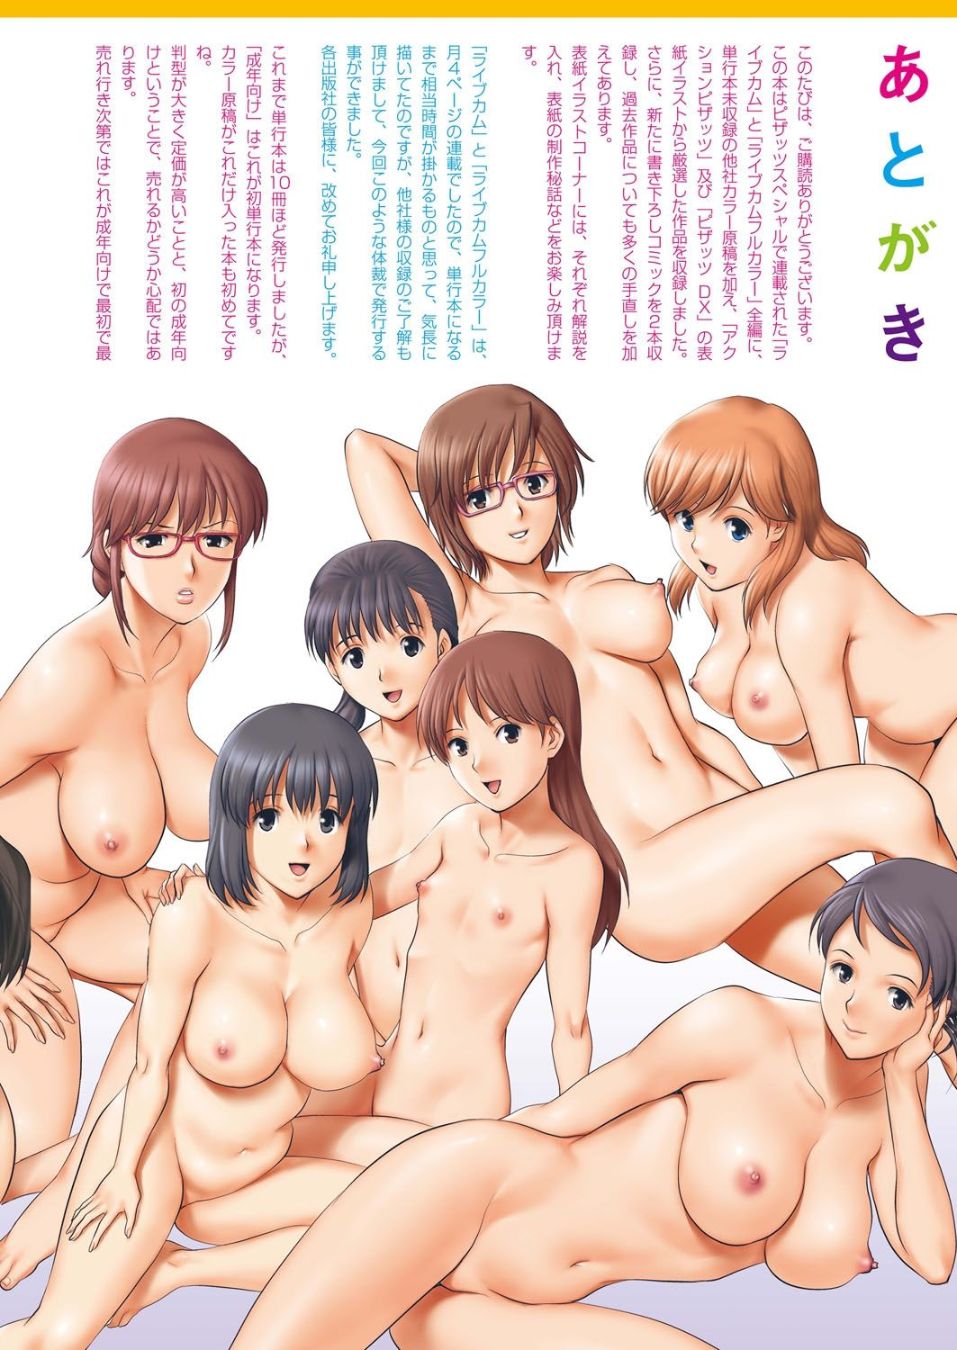 あとがき
このたびは、ご購読ありがとうございます。
この本はピザッツスペシャルで連載された「ラ
イブカム」と「ライブカムフルカラー」全編に、
単行本未収録の他社カラー原稿を加え、「アク
ションピザッツ」及び「ピザッツ DX」の表
紙イラストから厳選した作品を収録しました。
さらに、新たに書き下ろしコミックを2本収
録し、過去作品についても多くの手直しを加
えてあります。
表紙イラストコーナーには、それぞれ解説を
入れ、表紙の制作秘話などをお楽しみ頂けま
す。
「ライブカム」と「ライブカムフルカラー」は、
月4ページの連載でしたので、単行本になる
まで相当時間が掛かるものと思って、気長に
描いてたのですが、他社様の収録のご了解も
頂けまして、今回このような体裁で発行する
事ができました。
各出版社の皆様に、改めてお礼申し上げます。
これまで単行本は10冊ほど発行しましたが、
「成年向け」はこれが初単行本になります。
カラー原稿がこれだけ入った本も初めてです
ね。
判型が大きく定価が高いことと、初の成年向
けということで、売れるかどうか心配ではあ
ります。
売れ行き次第ではこれが成年向けで最初で最